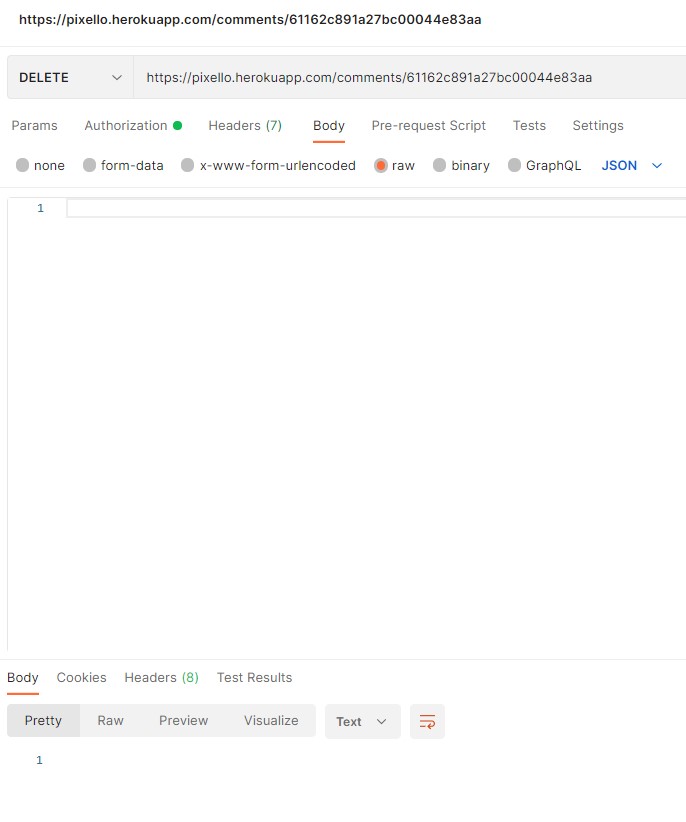 https://pixello.herokuapp.com/comments/61162c891a27bc00044e83aa
DELETE https://pixello.herokuapp.com/comments/61162c891a27bc00044e83aa
Params Authorization Headers (7) Body Pre-request Script Tests Settings
none form-data x-www-form-urlencoded raw binary GraphQL JSON
1
Body Cookies Headers (8) Test Results
Pretty Raw Preview Visualize Text
1